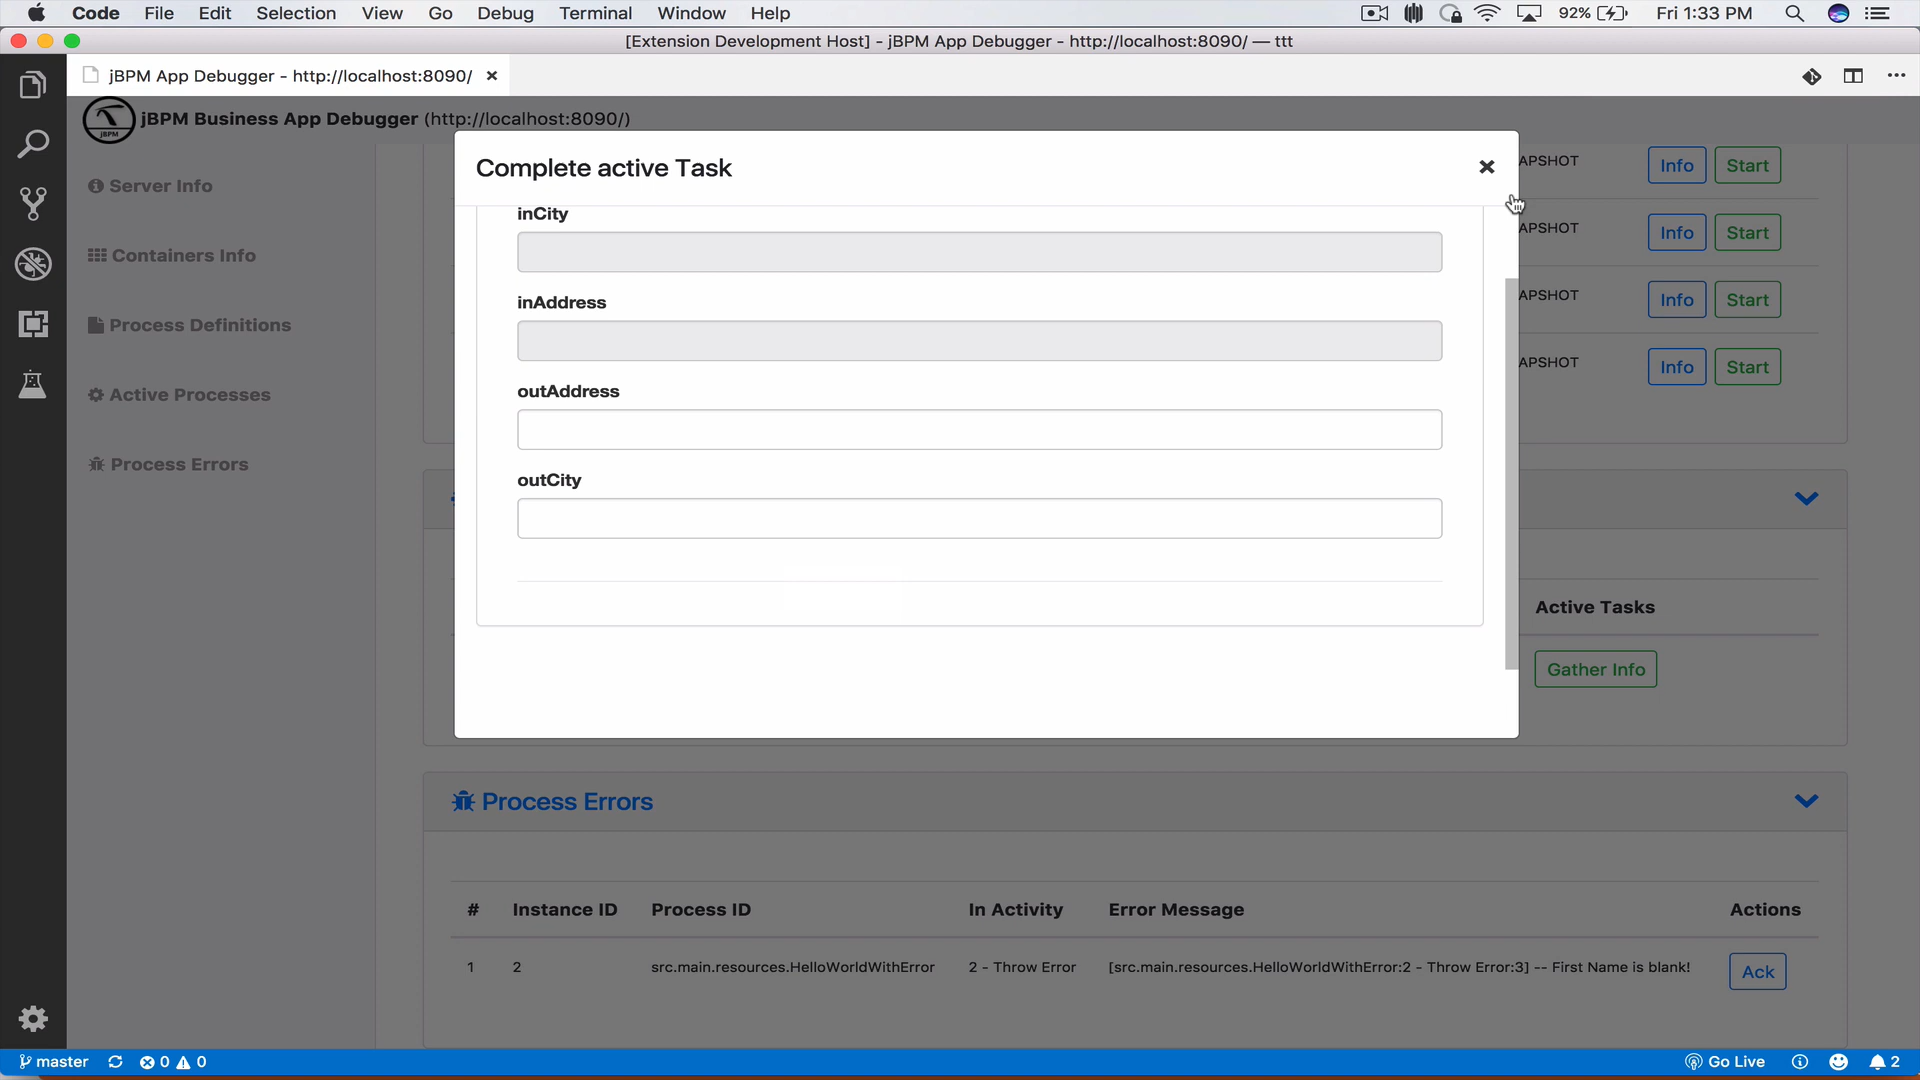 Code File Edit Selection View Go Debug Terminal Window Help 92% Fri 1:33 PM
[Extension Development Host] - jBPM App Debugger - http://localhost:8090/ — ttt
jBPM App Debugger - http://localhost:8090/
jBPM
jBPM Business App Debugger (http://localhost:8090/)
Server Info
Containers Info
Process Definitions
Active Processes
Process Errors
Complete active Task
inCity
inAddress
outAddress
outCity
APSHOT Info Start
APSHOT Info Start
APSHOT Info Start
APSHOT Info Start
Active Tasks
Gather Info
Process Errors
# Instance ID Process ID In Activity Error Message Actions
1 2 src.main.resources.HelloWorldWithError 2 - Throw Error [src.main.resources.HelloWorldWithError:2 - Throw Error:3] -- First Name is blank! Ack
master 0 0 Go Live 2